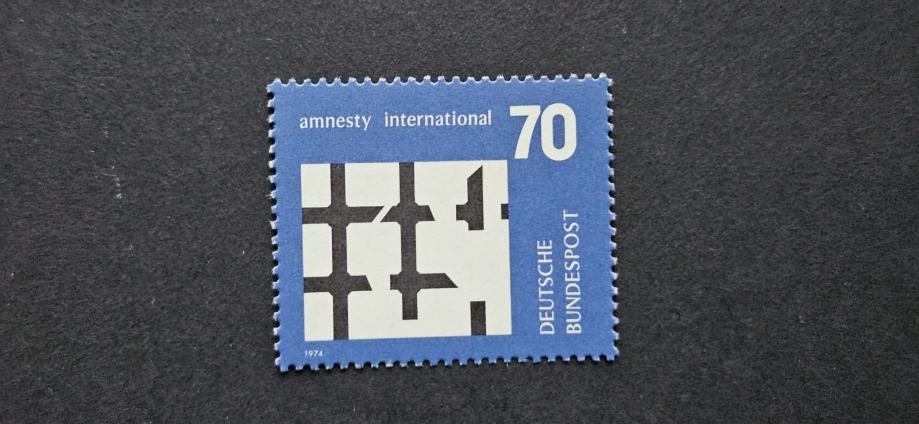 amnesty international
70
DEUTSCHE
BUNDESPOST
1974